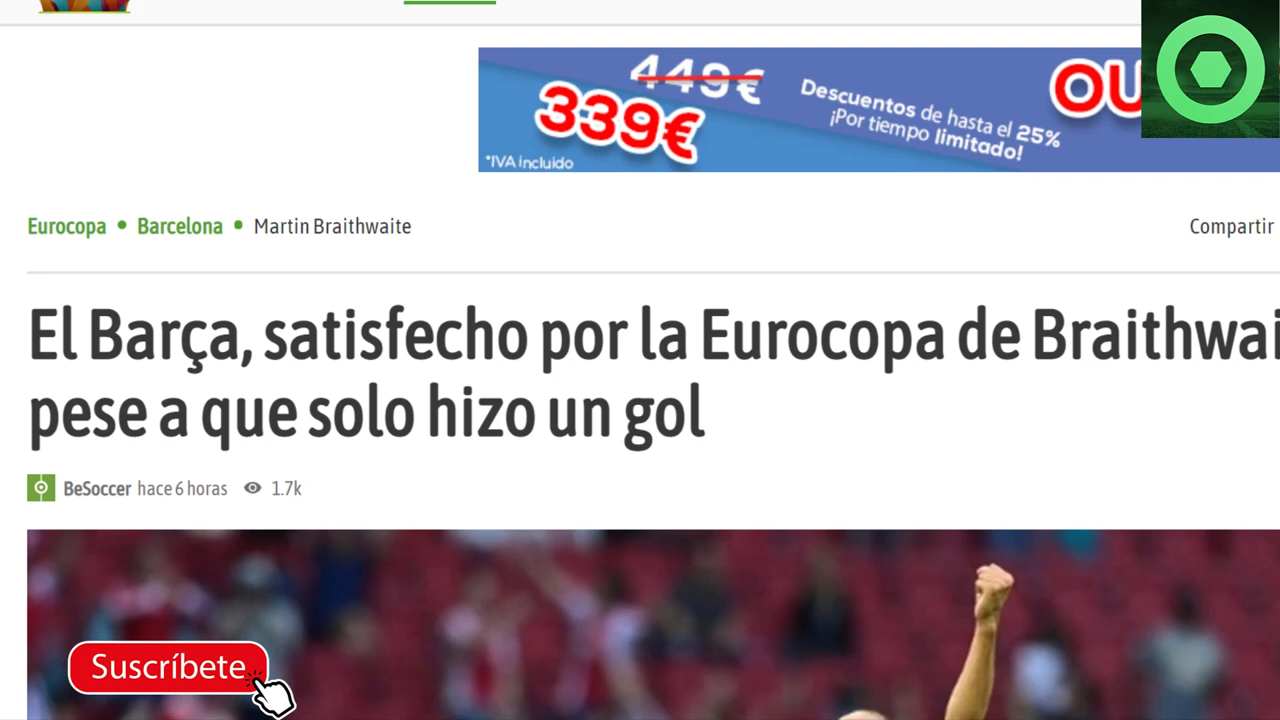 449€
339€
*IVA incluido
Descuentos de hasta el 25%
¡Por tiempo limitado!
OU
Eurocopa • Barcelona • Martin Braithwaite
Compartir
El Barça, satisfecho por la Eurocopa de Braithwai
pese a que solo hizo un gol
BeSoccer hace 6 horas 1.7k
Suscríbete